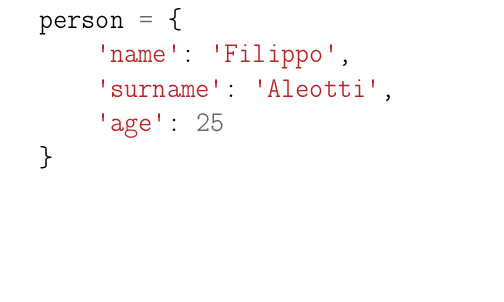 person = {
    'name': 'Filippo',
    'surname': 'Aleotti',
    'age': 25
}